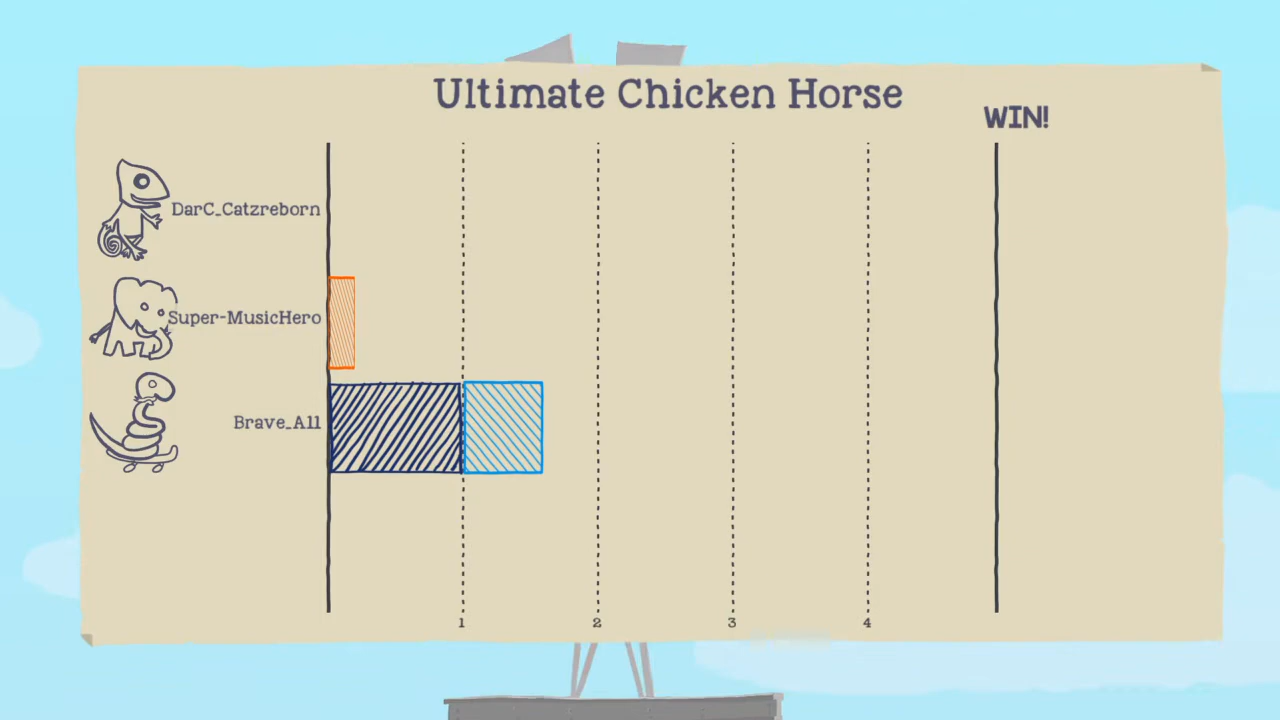 Ultimate Chicken Horse
WIN!
DarC_Catzreborn
Super-MusicHero
Brave_All
1 2 3 4